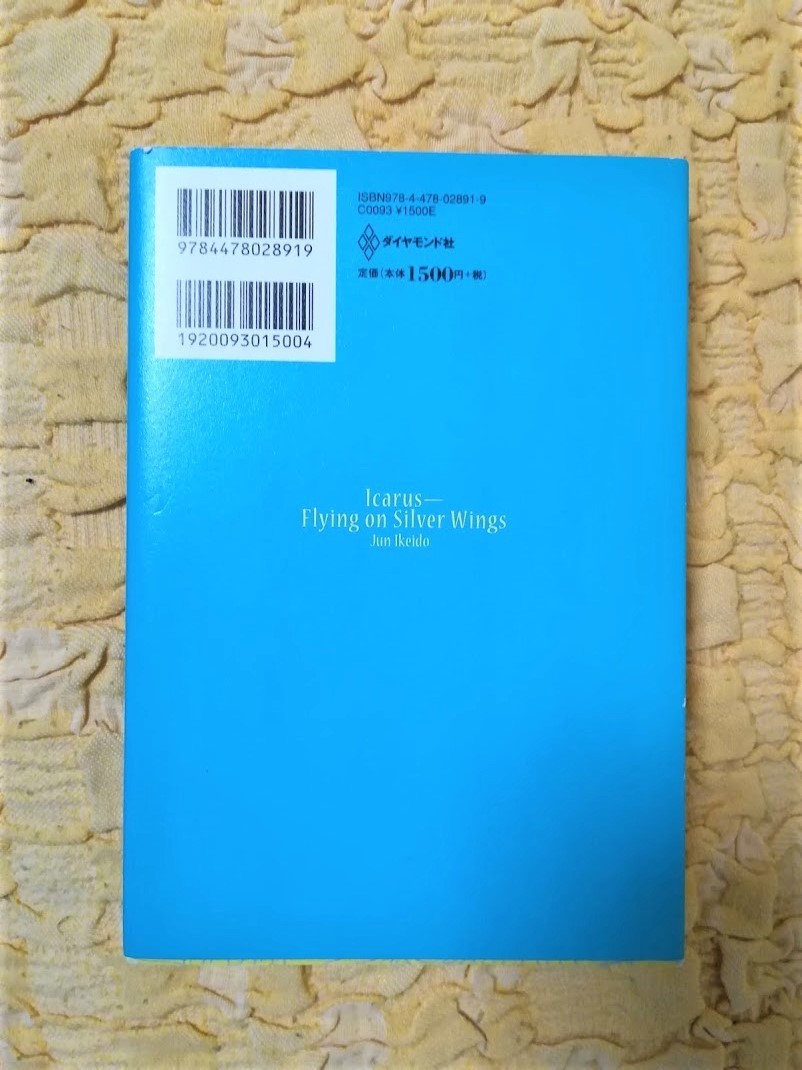 9784478028919
1920093015004
ISBN978-4-478-02891-9
C0093 ¥1500E
ダイヤモンド社
定価(本体1500円+税)
Icarus—
Flying on Silver Wings
Jun Ikeido